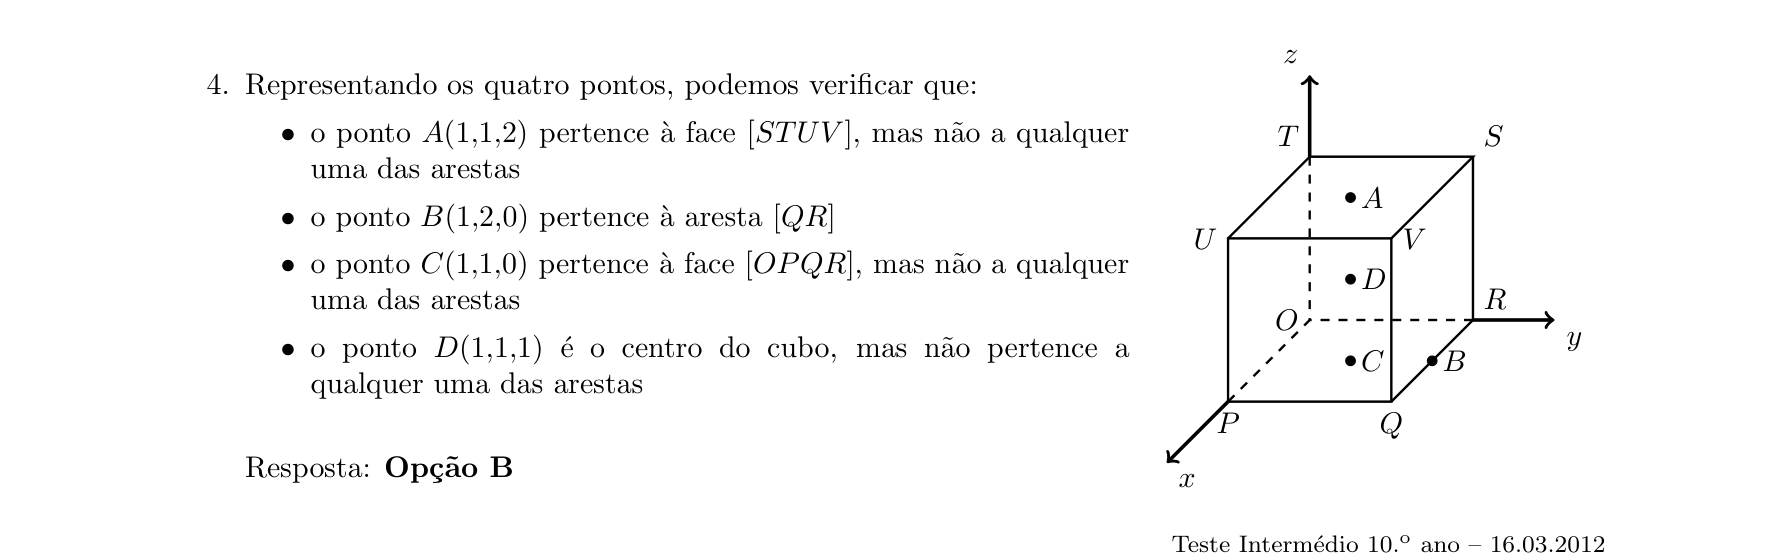 4. Representando os quatro pontos, podemos verificar que:
• o ponto A(1,1,2) pertence à face [STUV], mas não a qualquer
uma das arestas
• o ponto B(1,2,0) pertence à aresta [QR]
• o ponto C(1,1,0) pertence à face [OPQR], mas não a qualquer
uma das arestas
• o ponto D(1,1,1) é o centro do cubo, mas não pertence a
qualquer uma das arestas
Resposta: Opção B
z
T
S
A
U
V
D
R
O
y
C
B
P
Q
x
Teste Intermédio 10.º ano – 16.03.2012